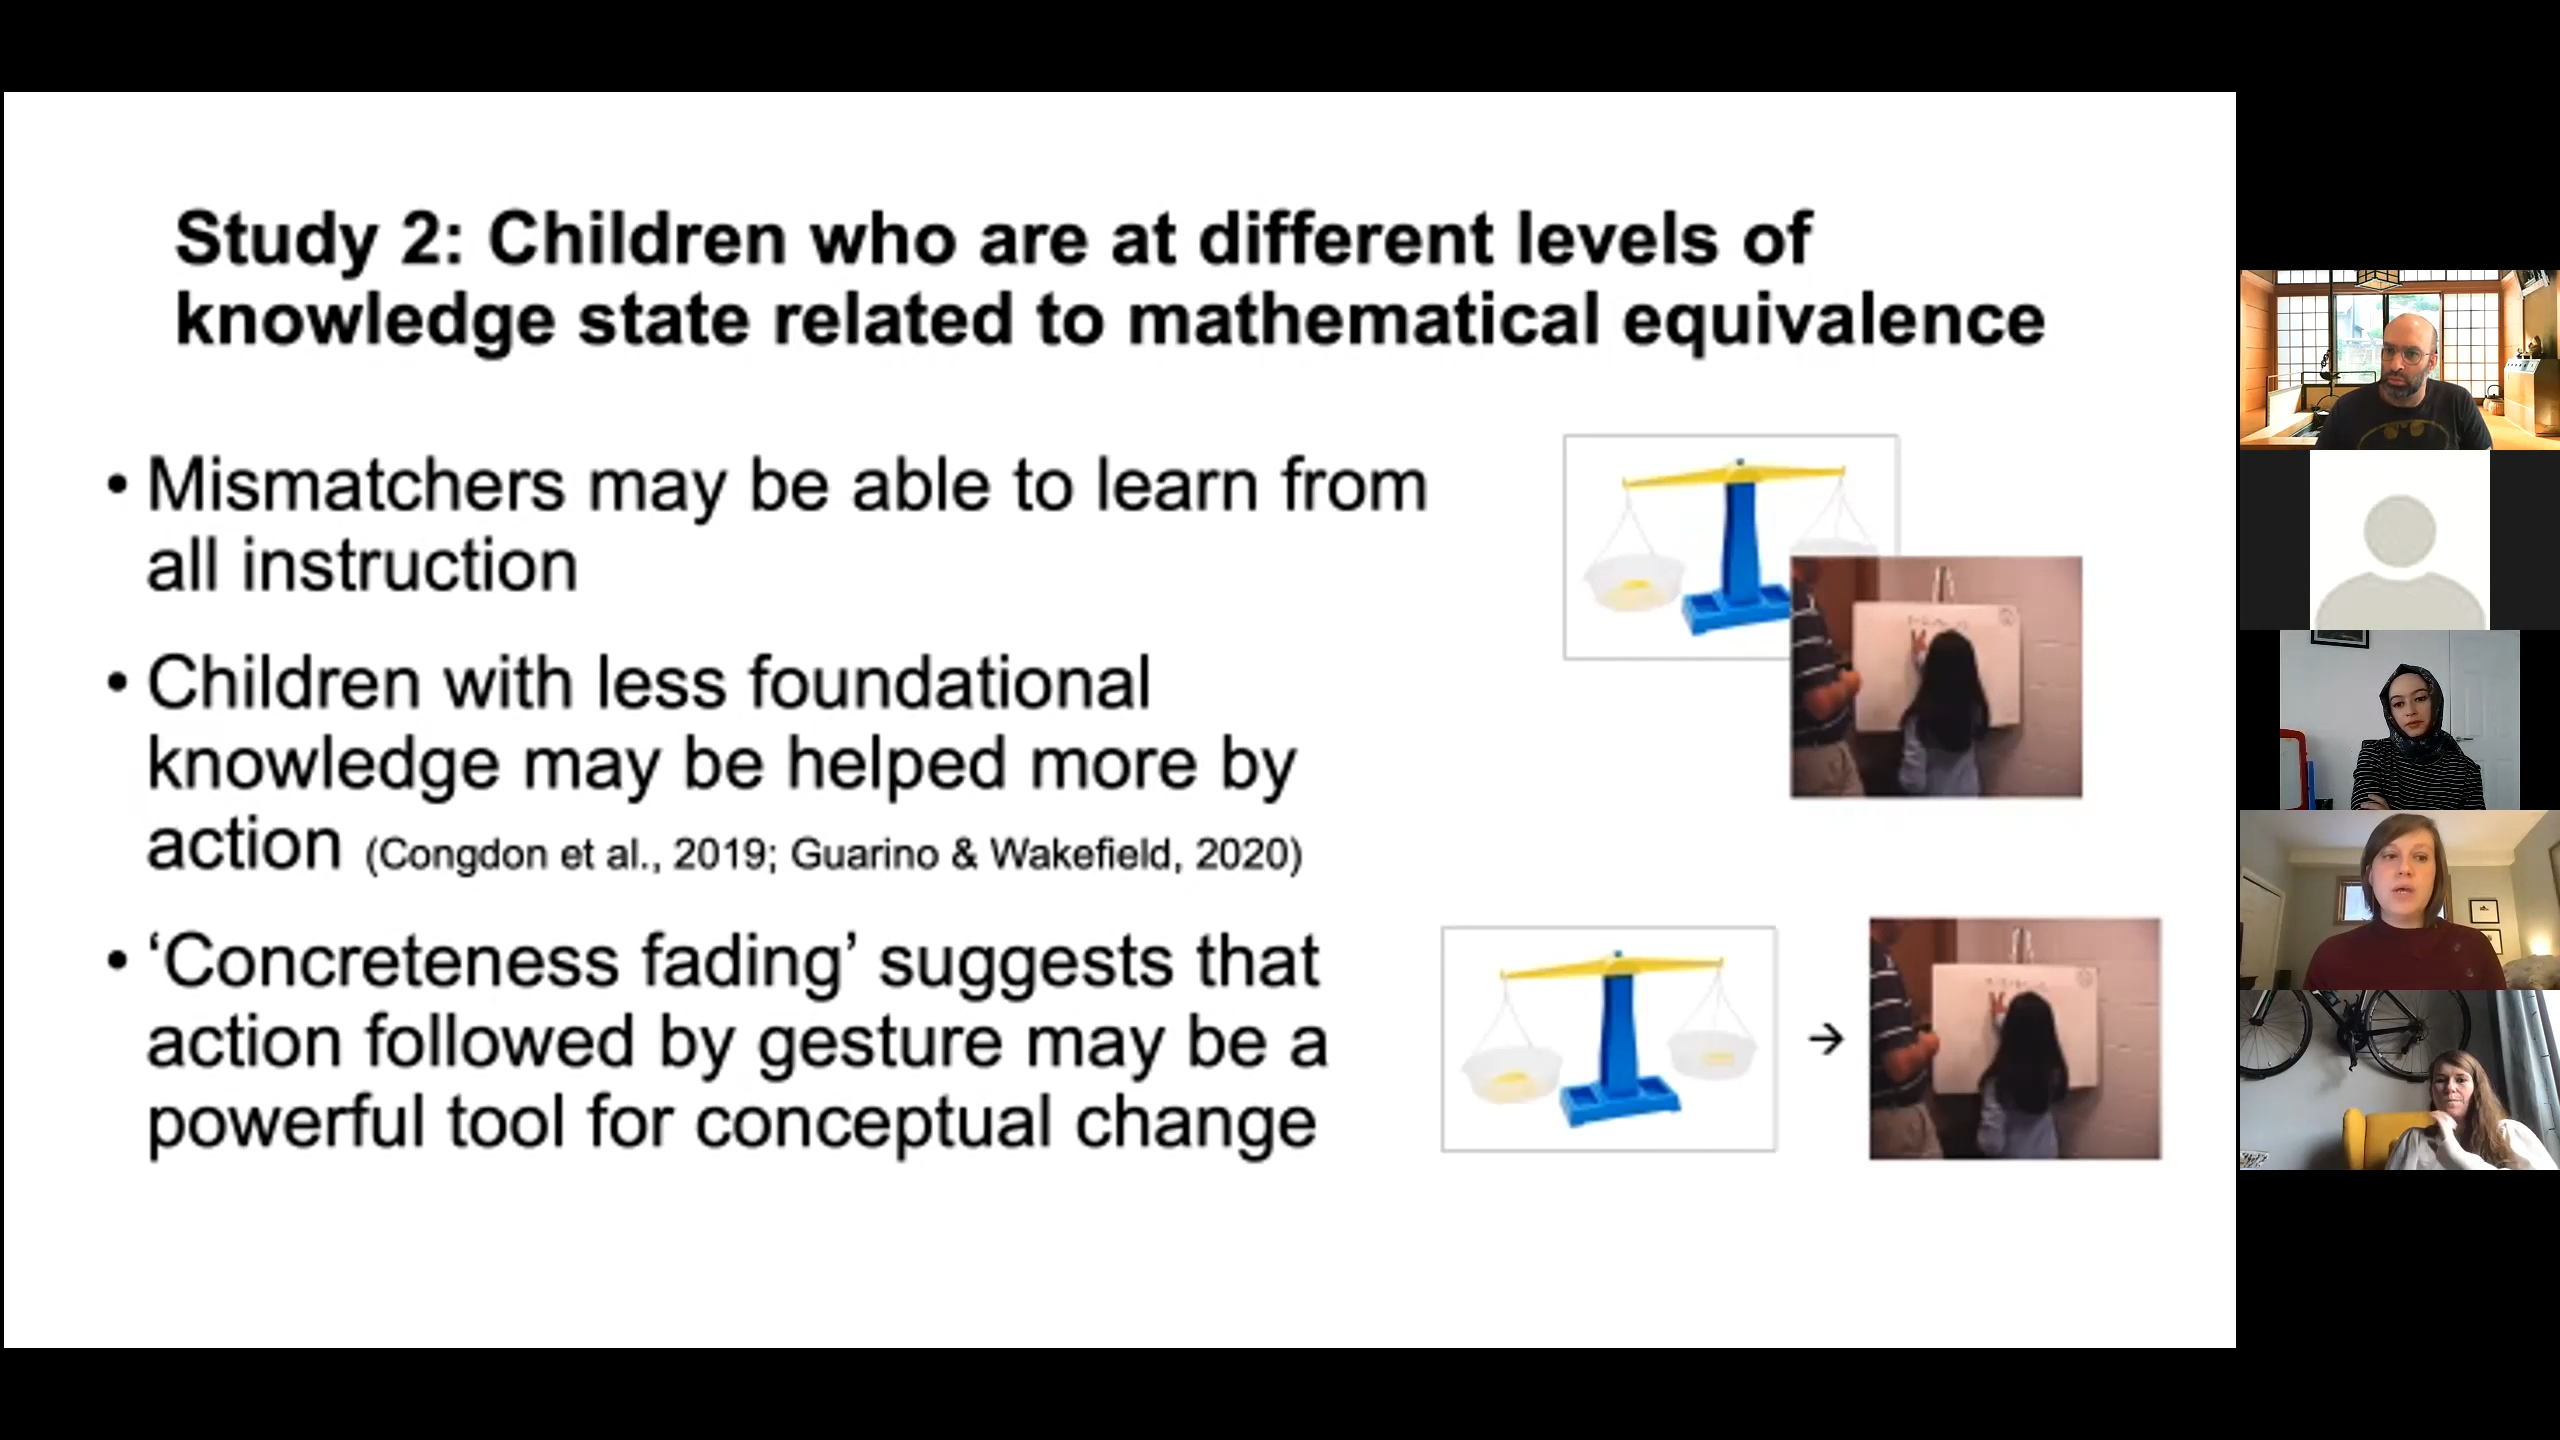 Study 2: Children who are at different levels of
knowledge state related to mathematical equivalence
• Mismatchers may be able to learn from
all instruction
• Children with less foundational
knowledge may be helped more by
action (Congdon et al., 2019; Guarino & Wakefield, 2020)
• ‘Concreteness fading’ suggests that
action followed by gesture may be a
powerful tool for conceptual change
→